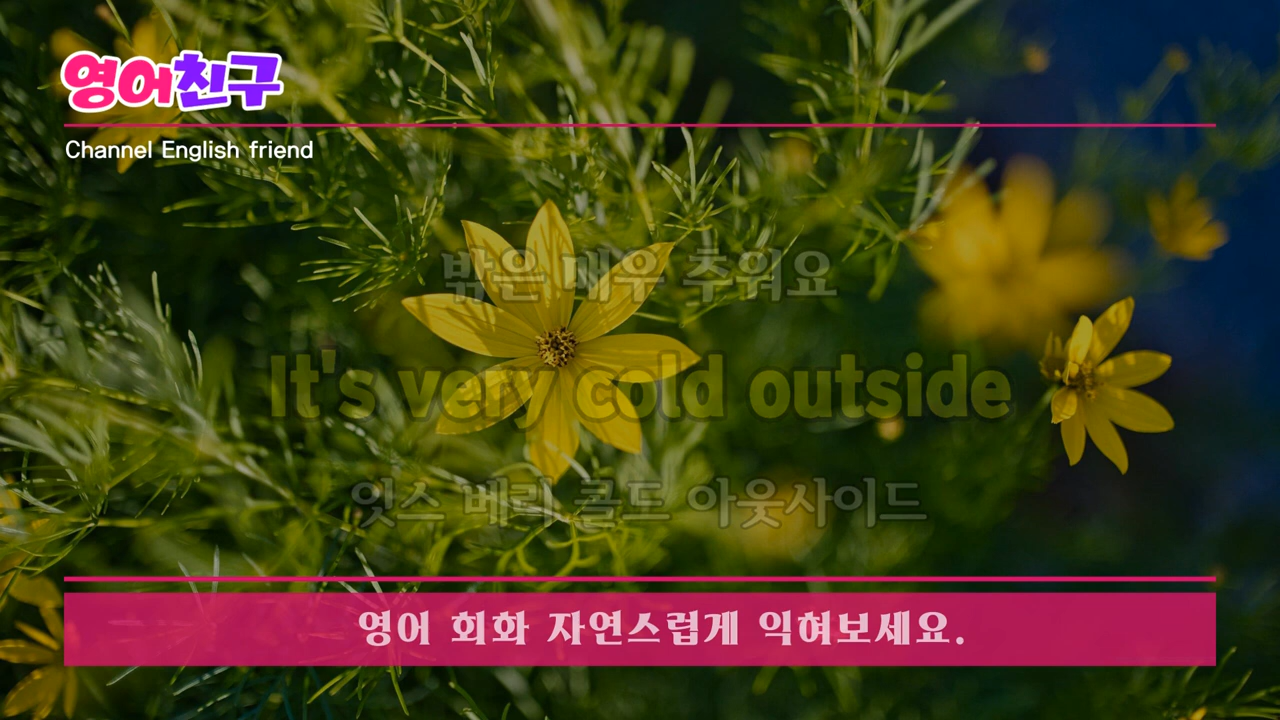 영어친구
Channel English friend
밖은 매우 추워요
It's very cold outside
잇스 베리 콜드 아웃사이드
영어 회화 자연스럽게 익혀보세요.